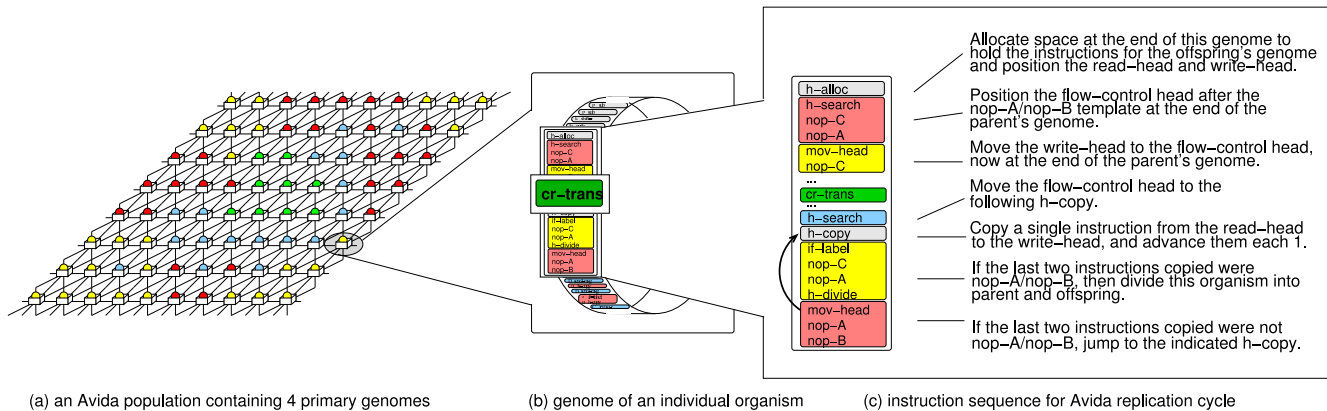 h-alloc
h-search
nop-C
nop-A
mov-head
cr-trans
if-label
nop-C
nop-A
h-divide
mov-head
nop-A
nop-B
h-alloc
h-search
nop-C
nop-A
mov-head
nop-C
...
cr-trans
...
h-search
h-copy
if-label
nop-C
nop-A
h-divide
mov-head
nop-A
nop-B
Allocate space at the end of this genome to
hold the instructions for the offspring's genome
and position the read-head and write-head.
Position the flow-control head after the
nop-A/nop-B template at the end of the
parent's genome.
Move the write-head to the flow-control head,
now at the end of the parent's genome.
Move the flow-control head to the
following h-copy.
Copy a single instruction from the read-head
to the write-head, and advance them each 1.
If the last two instructions copied were
nop-A/nop-B, then divide this organism into
parent and offspring.
If the last two instructions copied were not
nop-A/nop-B, jump to the indicated h-copy.
(a) an Avida population containing 4 primary genomes
(b) genome of an individual organism
(c) instruction sequence for Avida replication cycle